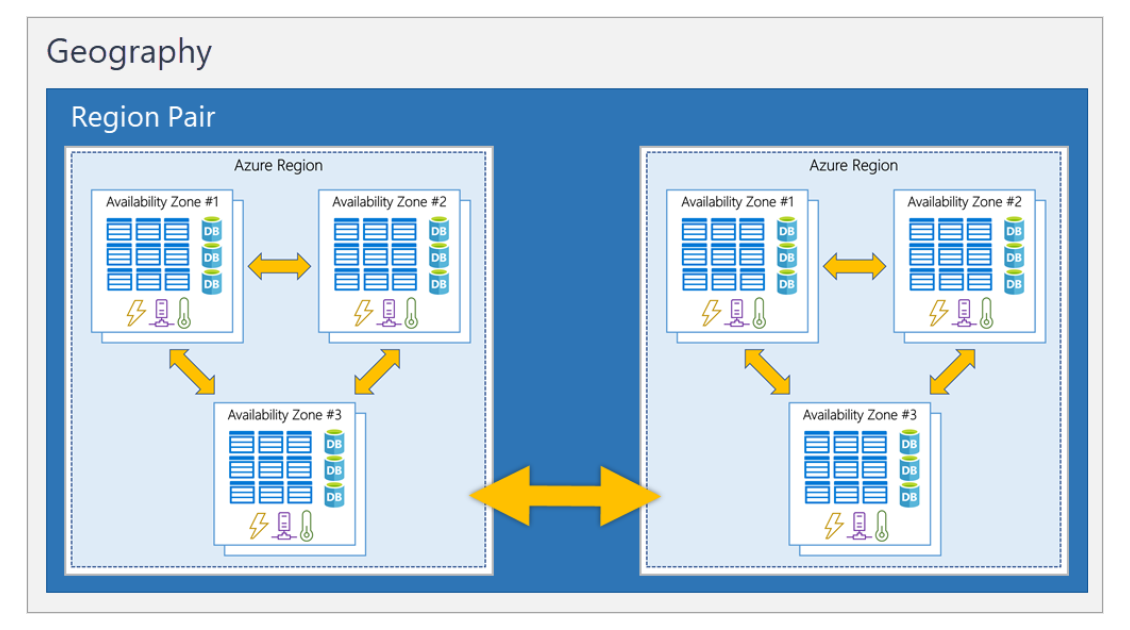 Geography
Region Pair
Azure Region
Availability Zone #1
DB
DB
DB
Availability Zone #2
DB
DB
DB
Availability Zone #3
DB
DB
DB
Azure Region
Availability Zone #1
DB
DB
DB
Availability Zone #2
DB
DB
DB
Availability Zone #3
DB
DB
DB